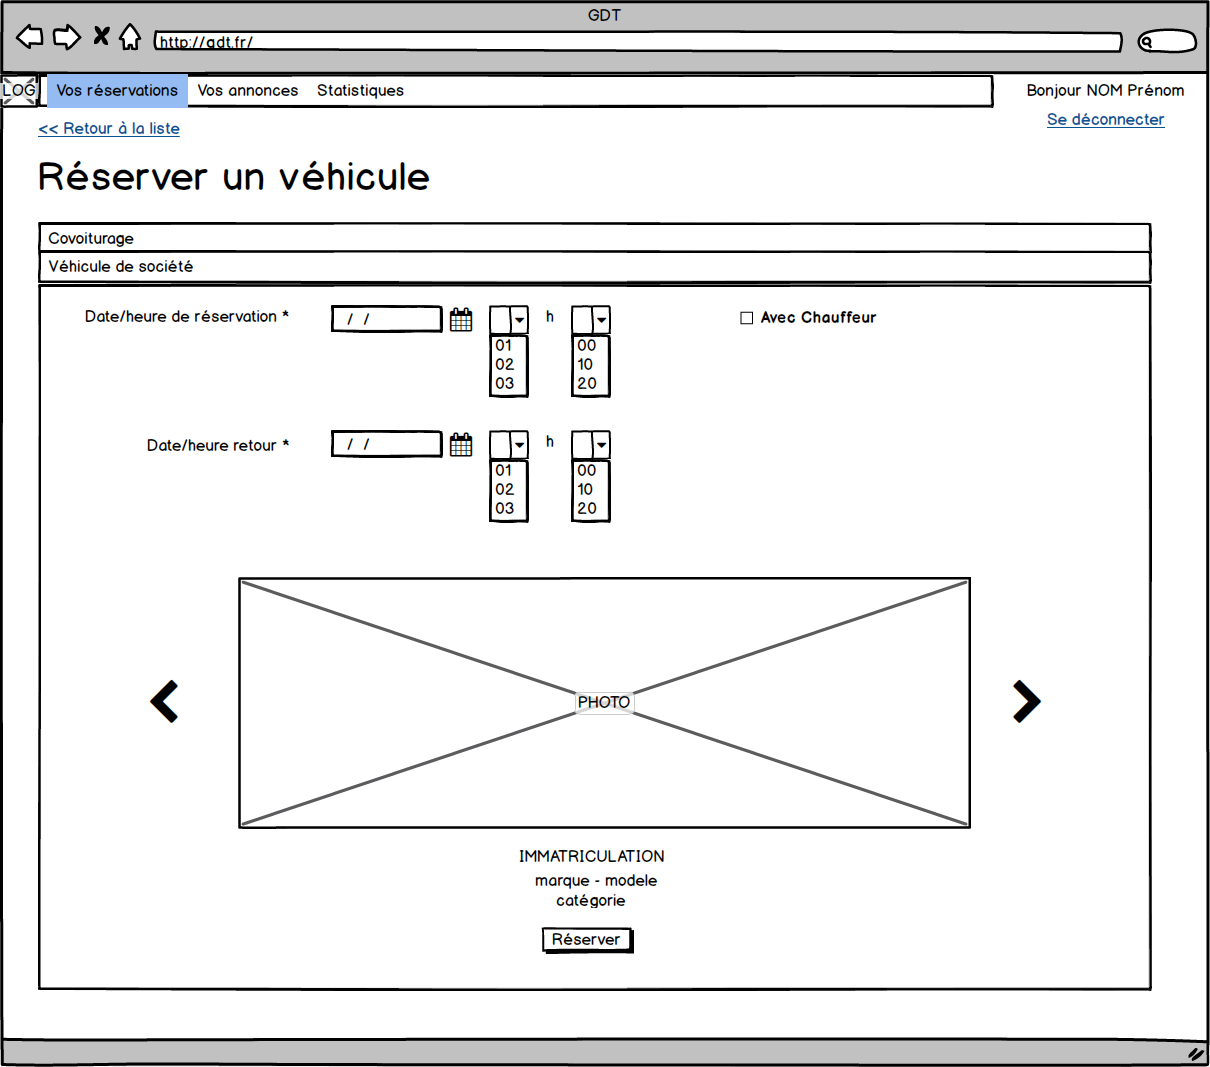 GDT
http://gdt.fr/
LOG Vos réservations Vos annonces Statistiques Bonjour NOM Prénom
<< Retour à la liste Se déconnecter
Réserver un véhicule
Covoiturage
Véhicule de société
Date/heure de réservation * / / h Avec Chauffeur
01 00
02 10
03 20
Date/heure retour * / / h
01 00
02 10
03 20
PHOTO
IMMATRICULATION
marque - modele
catégorie
Réserver